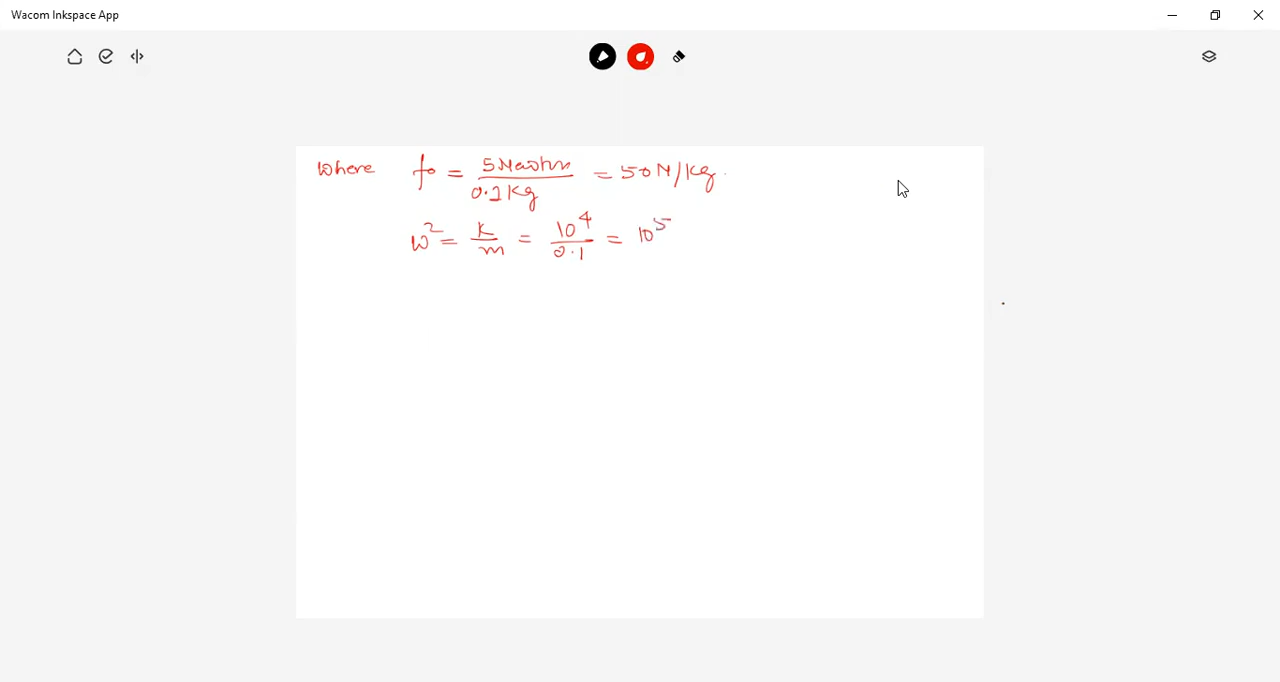 Wacom Inkspace App
where f₀ = 5 Newton / 0.1 Kg = 50 N/Kg.
ω² = k/m = 10⁴/0.1 = 10⁵